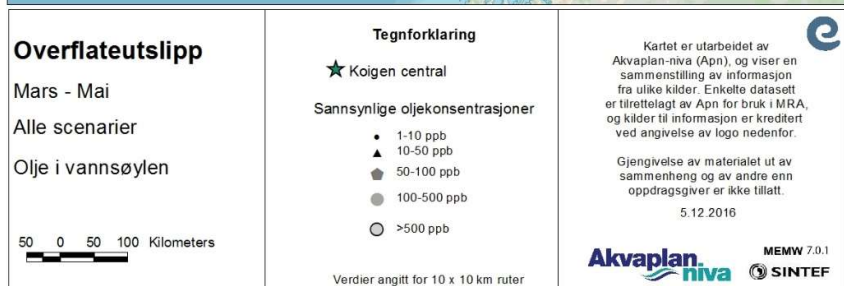 Overflateutslipp
Mars - Mai
Alle scenarier
Olje i vannsøylen
50 0 50 100 Kilometers
Tegnforklaring
Koigen central
Sannsynlige oljekonsentrasjoner
1-10 ppb
10-50 ppb
50-100 ppb
100-500 ppb
>500 ppb
Verdier angitt for 10 x 10 km ruter
Kartet er utarbeidet av
Akvaplan-niva (Apn), og viser en
sammenstilling av informasjon
fra ulike kilder. Enkelte datasett
er tilrettelagt av Apn for bruk i MRA,
og kilder til informasjon er kreditert
ved angivelse av logo nedenfor.
Gjengivelse av materialet ut av
sammenheng og av andre enn
oppdragsgiver er ikke tillatt.
5.12.2016
Akvaplan
niva
MEMW 7.0.1
SINTEF